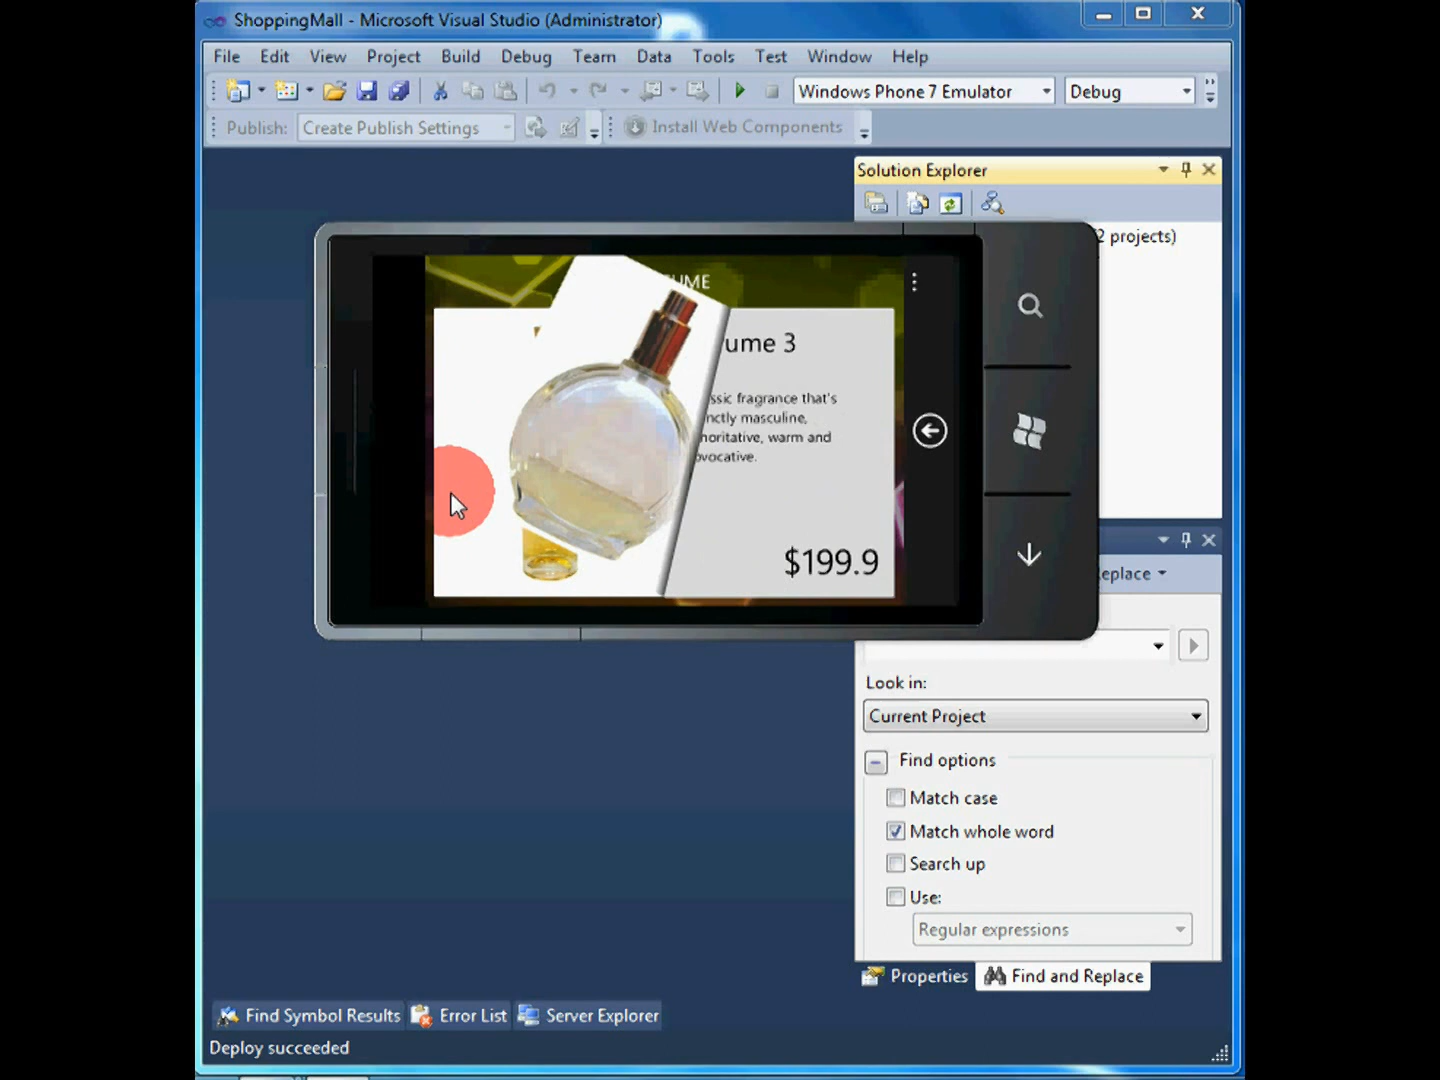 ShoppingMall - Microsoft Visual Studio (Administrator)
File Edit View Project Build Debug Team Data Tools Test Window Help
Windows Phone 7 Emulator Debug
Publish: Create Publish Settings Install Web Components
Solution Explorer
2 projects)
UME
ume 3
ssic fragrance that's
nctly masculine,
horitative, warm and
ovocative.
$199.9
eplace
Look in:
Current Project
Find options
Match case
Match whole word
Search up
Use:
Regular expressions
Properties Find and Replace
Find Symbol Results Error List Server Explorer
Deploy succeeded